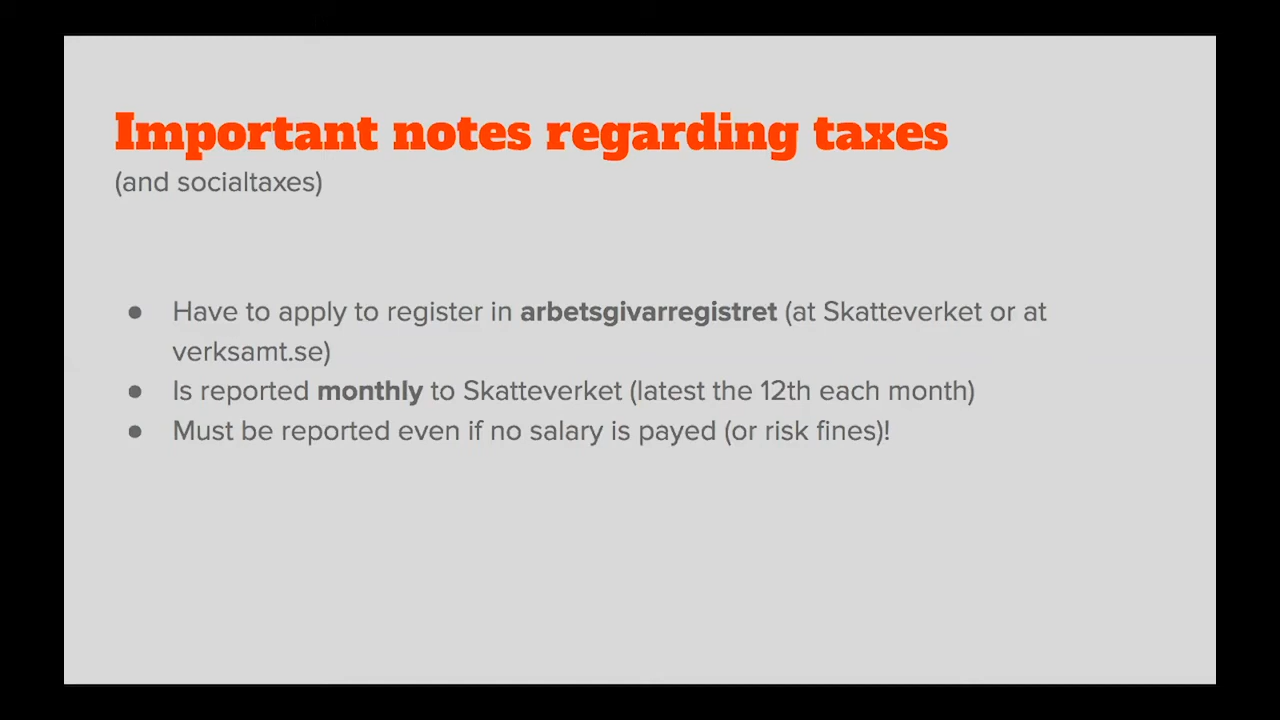 Important notes regarding taxes
(and socialtaxes)
● Have to apply to register in arbetsgivarregistret (at Skatteverket or at
verksamt.se)
● Is reported monthly to Skatteverket (latest the 12th each month)
● Must be reported even if no salary is payed (or risk fines)!